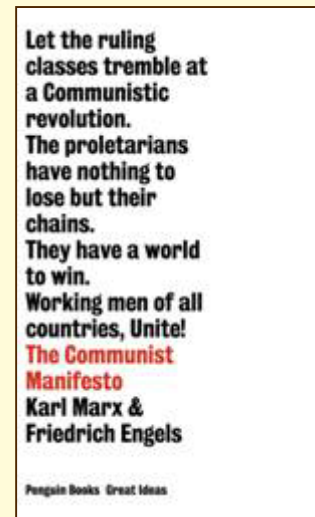 Let the ruling
classes tremble at
a Communistic
revolution.
The proletarians
have nothing to
lose but their
chains.
They have a world
to win.
Working men of all
countries, Unite!
The Communist
Manifesto
Karl Marx &
Friedrich Engels
Penguin Books Great Ideas